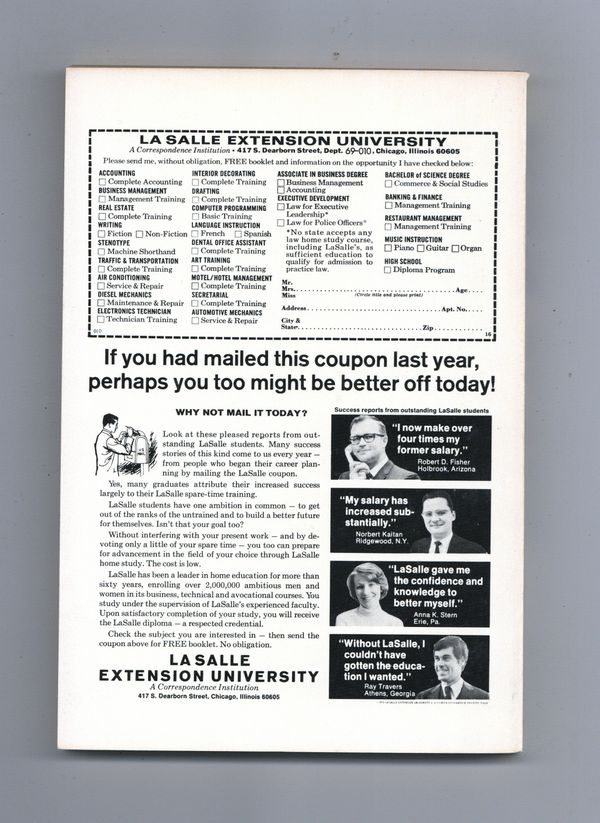 LA SALLE EXTENSION UNIVERSITY
A Correspondence Institution • 417 S. Dearborn Street, Dept. 69-010, Chicago, Illinois 60605
Please send me, without obligation, FREE booklet and information on the opportunity I have checked below:
ACCOUNTING
Complete Accounting
BUSINESS MANAGEMENT
Management Training
REAL ESTATE
Complete Training
WRITING
Fiction Non-Fiction
STENOTYPE
Machine Shorthand
TRAFFIC & TRANSPORTATION
Complete Training
AIR CONDITIONING
Service & Repair
DIESEL MECHANICS
Maintenance & Repair
ELECTRONICS TECHNICIAN
Technician Training
010
INTERIOR DECORATING
Complete Training
DRAFTING
Complete Training
COMPUTER PROGRAMMING
Basic Training
LANGUAGE INSTRUCTION
French Spanish
DENTAL OFFICE ASSISTANT
Complete Training
ART TRAINING
Complete Training
MOTEL/HOTEL MANAGEMENT
Complete Training
SECRETARIAL
Complete Training
AUTOMOTIVE MECHANICS
Service & Repair
ASSOCIATE IN BUSINESS DEGREE
Business Management
Accounting
EXECUTIVE DEVELOPMENT
Law for Executive
Leadership*
Law for Police Officers*
*No state accepts any
law home study course,
including LaSalle's, as
sufficient education to
qualify for admission to
practice law.
BACHELOR of SCIENCE DEGREE
Commerce & Social Studies
BANKING & FINANCE
Management Training
RESTAURANT MANAGEMENT
Management Training
MUSIC INSTRUCTION
Piano Guitar Organ
HIGH SCHOOL
Diploma Program
Mr.
Mrs. Age
Miss (Circle title and please print)
Address Apt. No.
City &
State Zip
16
If you had mailed this coupon last year,
perhaps you too might be better off today!
WHY NOT MAIL IT TODAY?
Look at these pleased reports from out-
standing LaSalle students. Many success
stories of this kind come to us every year –
from people who began their career plan-
ning by mailing the LaSalle coupon.
Yes, many graduates attribute their increased success
largely to their LaSalle spare-time training.
LaSalle students have one ambition in common – to get
out of the ranks of the untrained and to build a better future
for themselves. Isn't that your goal too?
Without interfering with your present work – and by de-
voting only a little of your spare time – you too can prepare
for advancement in the field of your choice through LaSalle
home study. The cost is low.
LaSalle has been a leader in home education for more than
sixty years, enrolling over 2,000,000 ambitious men and
women in its business, technical and avocational courses. You
study under the supervision of LaSalle's experienced faculty.
Upon satisfactory completion of your study, you will receive
the LaSalle diploma – a respected credential.
Check the subject you are interested in – then send the
coupon above for FREE booklet. No obligation.
LA SALLE
EXTENSION UNIVERSITY
A Correspondence Institution
417 S. Dearborn Street, Chicago, Illinois 60605
Success reports from outstanding LaSalle students
"I now make over
four times my
former salary."
Robert D. Fisher
Holbrook, Arizona
"My salary has
increased sub-
stantially."
Norbert Kaitan
Ridgewood, N.Y.
"LaSalle gave me
the confidence and
knowledge to
better myself."
Anna K. Stern
Erie, Pa.
"Without LaSalle, I
couldn't have
gotten the educa-
tion I wanted."
Ray Travers
Athens, Georgia